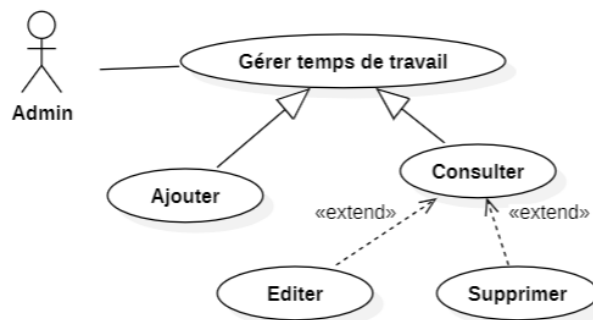 Gérer temps de travail
Admin
Ajouter
Consulter
«extend»
«extend»
Editer
Supprimer